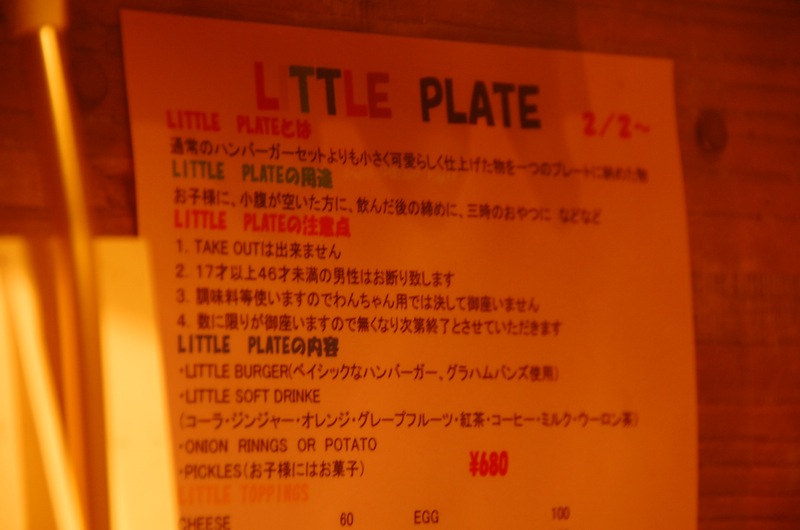 LITTLE PLATE
2/2～
LITTLE PLATEとは
通常のハンバーガーセットよりも小さく可愛らしく仕上げた物を一つのプレートに納めた物
LITTLE PLATEの用途
お子様に、小腹が空いた方に、飲んだ後の締めに、三時のおやつに などなど
LITTLE PLATEの注意点
1. TAKE OUTは出来ません
2. 17才以上46才未満の男性はお断り致します
3. 調味料等使いますのでわんちゃん用では決して御座いません
4. 数に限りが御座いますので無くなり次第終了とさせていただきます
LITTLE PLATEの内容
・LITTLE BURGER(ベイシックなハンバーガー、グラハムバンズ使用)
・LITTLE SOFT DRINKE
(コーラ・ジンジャー・オレンジ・グレープフルーツ・紅茶・コーヒー・ミルク・ウーロン茶)
・ONION RINNGS OR POTATO
・PICKLES(お子様にはお菓子) ¥680
LITTLE TOPPINGS
CHEESE 60 EGG 100